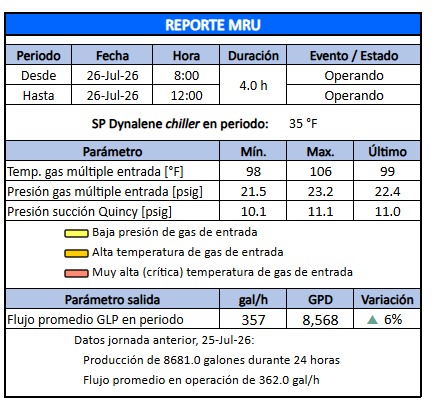 REPORTE MRU
Periodo Fecha Hora Duración Evento / Estado
Desde 26-Jul-26 8:00 4.0 h Operando
Hasta 26-Jul-26 12:00 Operando
SP Dynalene chiller en periodo: 35 °F
Parámetro Mín. Max. Último
Temp. gas múltiple entrada [°F] 98 106 99
Presión gas múltiple entrada [psig] 21.5 23.2 22.4
Presión succión Quincy [psig] 10.1 11.1 11.0
Baja presión de gas de entrada
Alta temperatura de gas de entrada
Muy alta (crítica) temperatura de gas de entrada
Parámetro salida gal/h GPD Variación
Flujo promedio GLP en periodo 357 8,568 ▲ 6%
Datos jornada anterior, 25-Jul-26:
Producción de 8681.0 galones durante 24 horas
Flujo promedio en operación de 362.0 gal/h